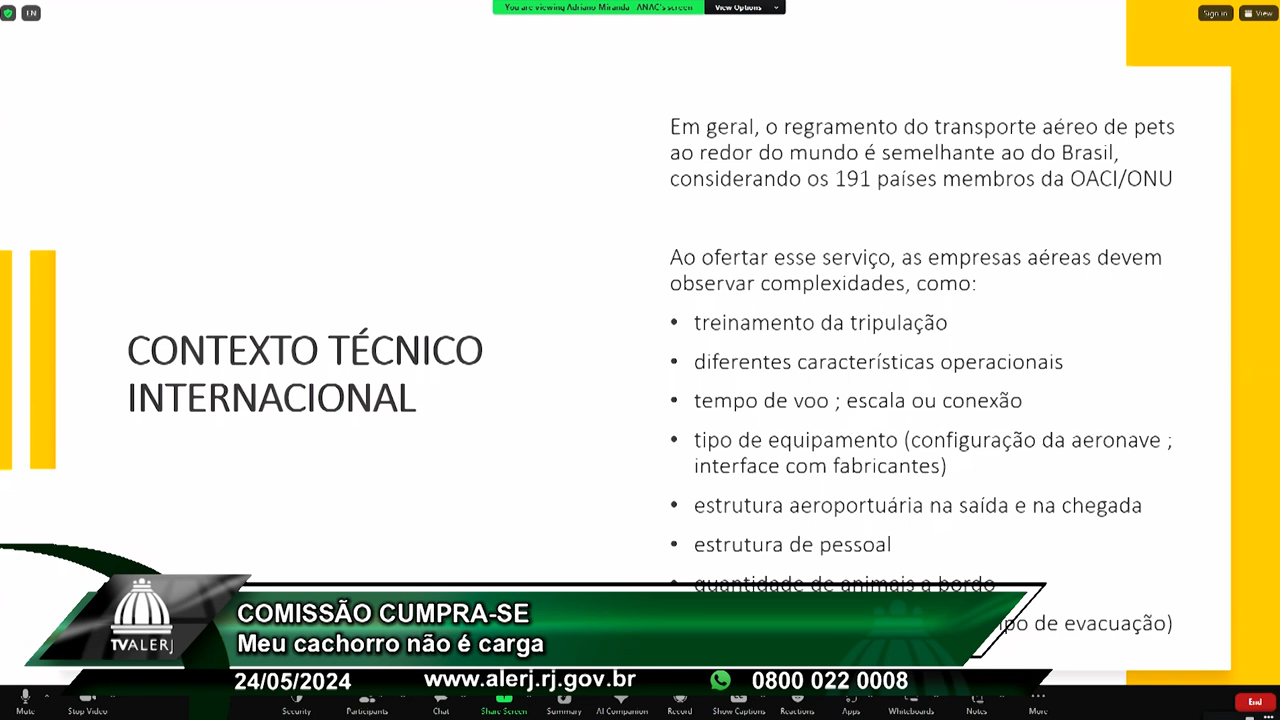 You are viewing Adriano Miranda - ANAC's screen
View Options
Sign in
View
Em geral, o regramento do transporte aéreo de pets
ao redor do mundo é semelhante ao do Brasil,
considerando os 191 países membros da OACI/ONU
Ao ofertar esse serviço, as empresas aéreas devem
observar complexidades, como:
• treinamento da tripulação
• diferentes características operacionais
• tempo de voo ; escala ou conexão
• tipo de equipamento (configuração da aeronave ;
interface com fabricantes)
• estrutura aeroportuária na saída e na chegada
• estrutura de pessoal
• quantidade de animais a bordo
de evacuação)
CONTEXTO TÉCNICO
INTERNACIONAL
TVALERJ
COMISSÃO CUMPRA-SE
Meu cachorro não é carga
24/05/2024 www.alerj.rj.gov.br 0800 022 0008
Mute Stop Video Security Participants Chat Share Screen Summary AI Companion Record Show Captions Reactions Apps Whiteboards Notes More End